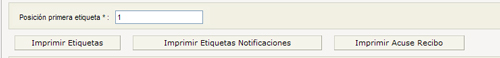 Posición primera etiqueta * : 1
Imprimir Etiquetas Imprimir Etiquetas Notificaciones Imprimir Acuse Recibo